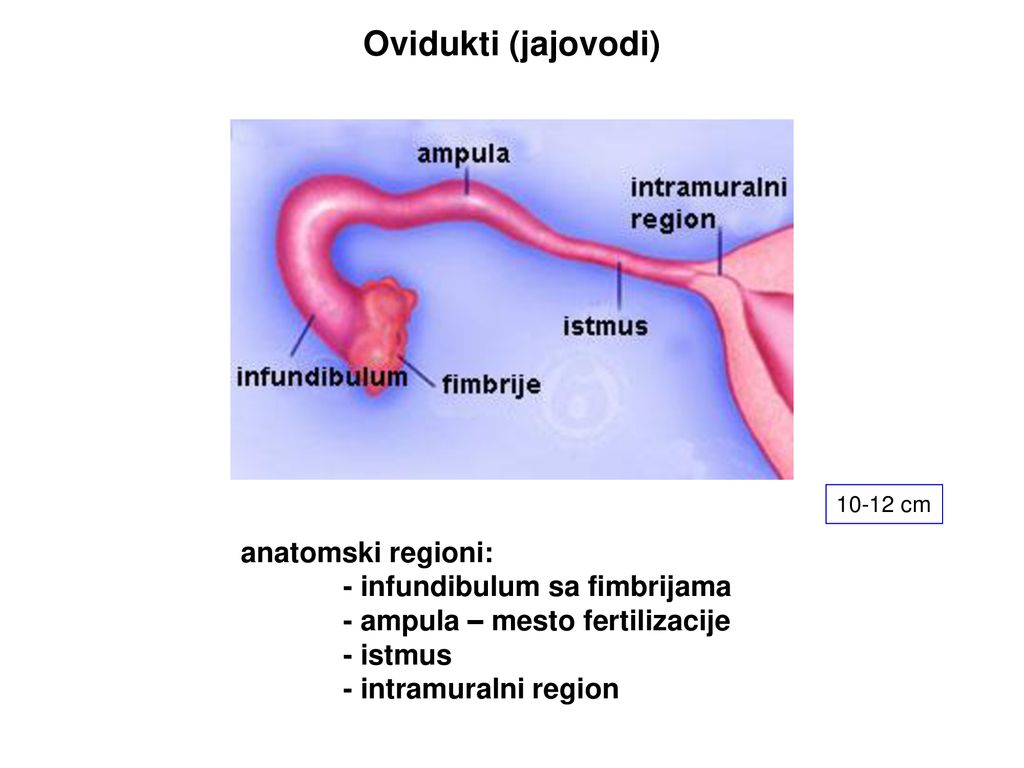 Ovidukti (jajovodi)
ampula
intramuralni
region
istmus
infundibulum
fimbrije
10-12 cm
anatomski regioni:
- infundibulum sa fimbrijama
- ampula – mesto fertilizacije
- istmus
- intramuralni region